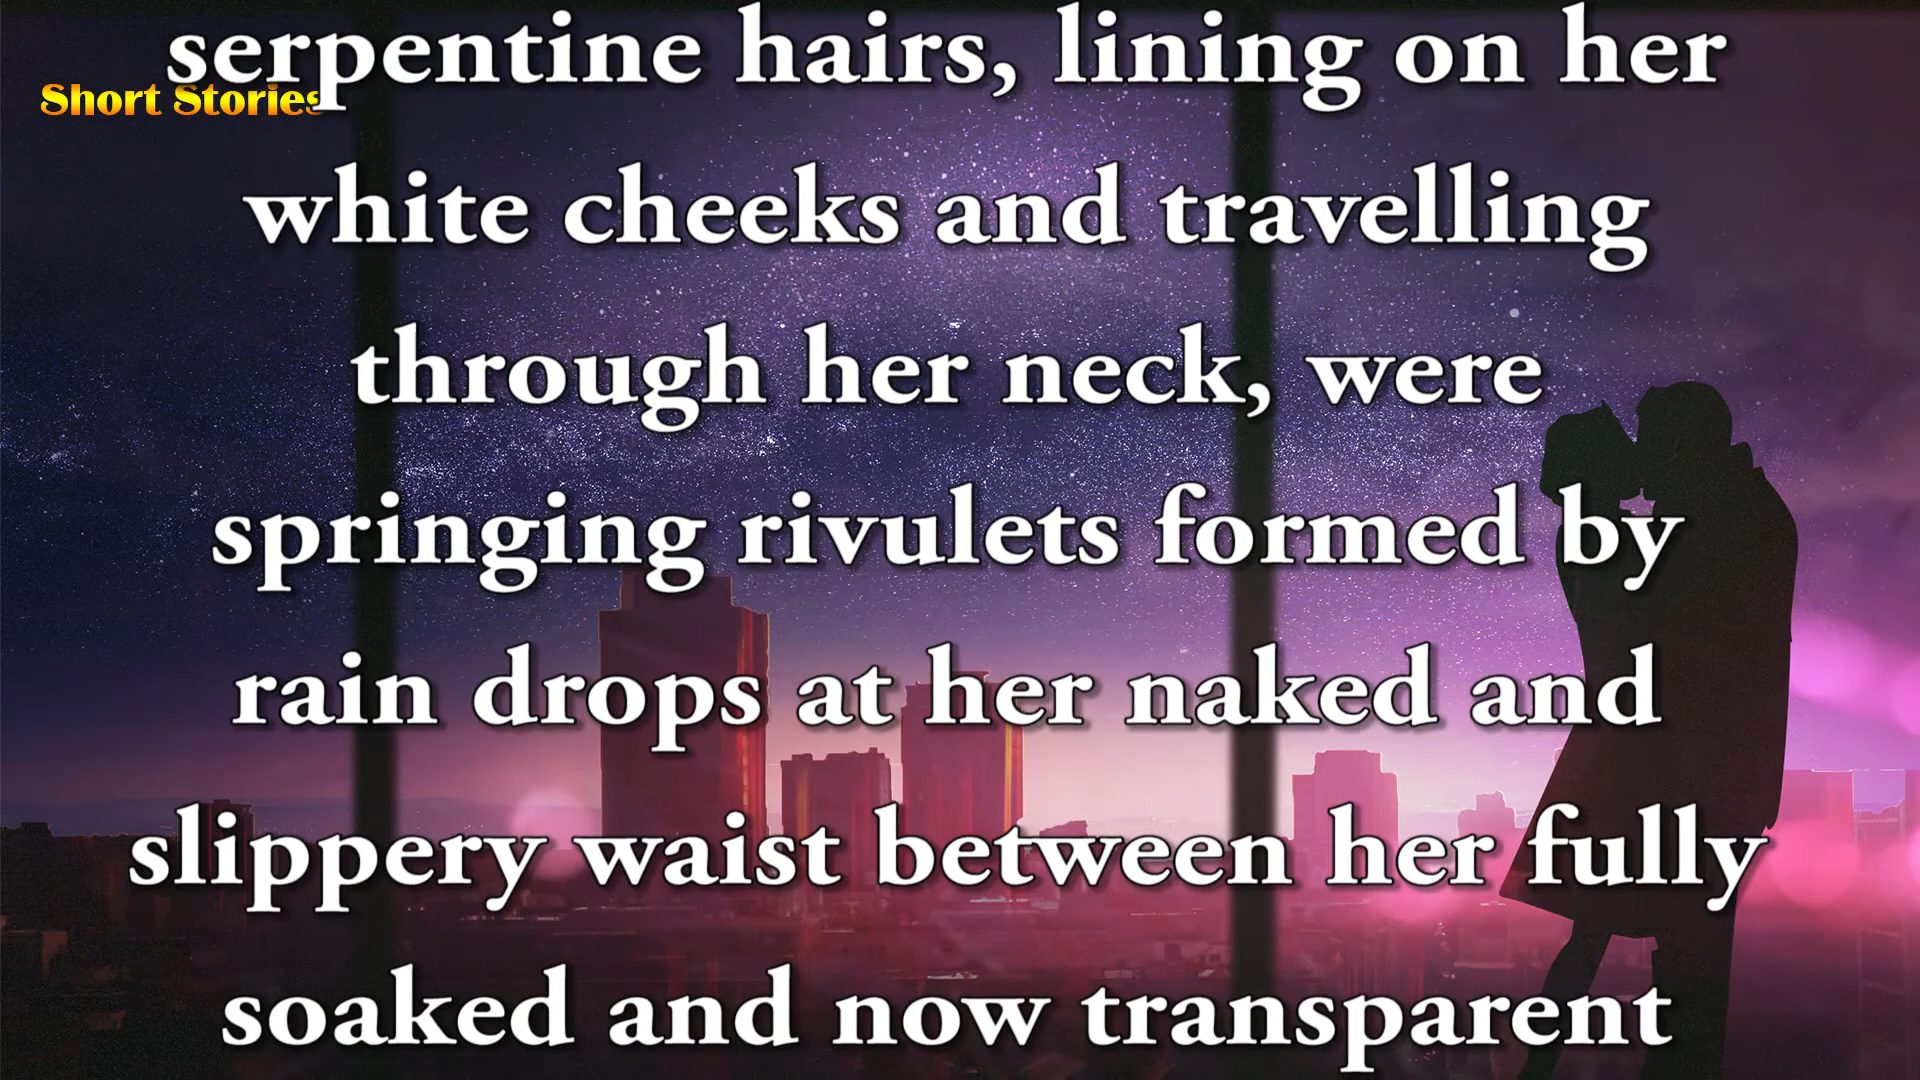 serpentine hairs, lining on her
Short Stories
white cheeks and travelling
through her neck, were
springing rivulets formed by
rain drops at her naked and
slippery waist between her fully
soaked and now transparent